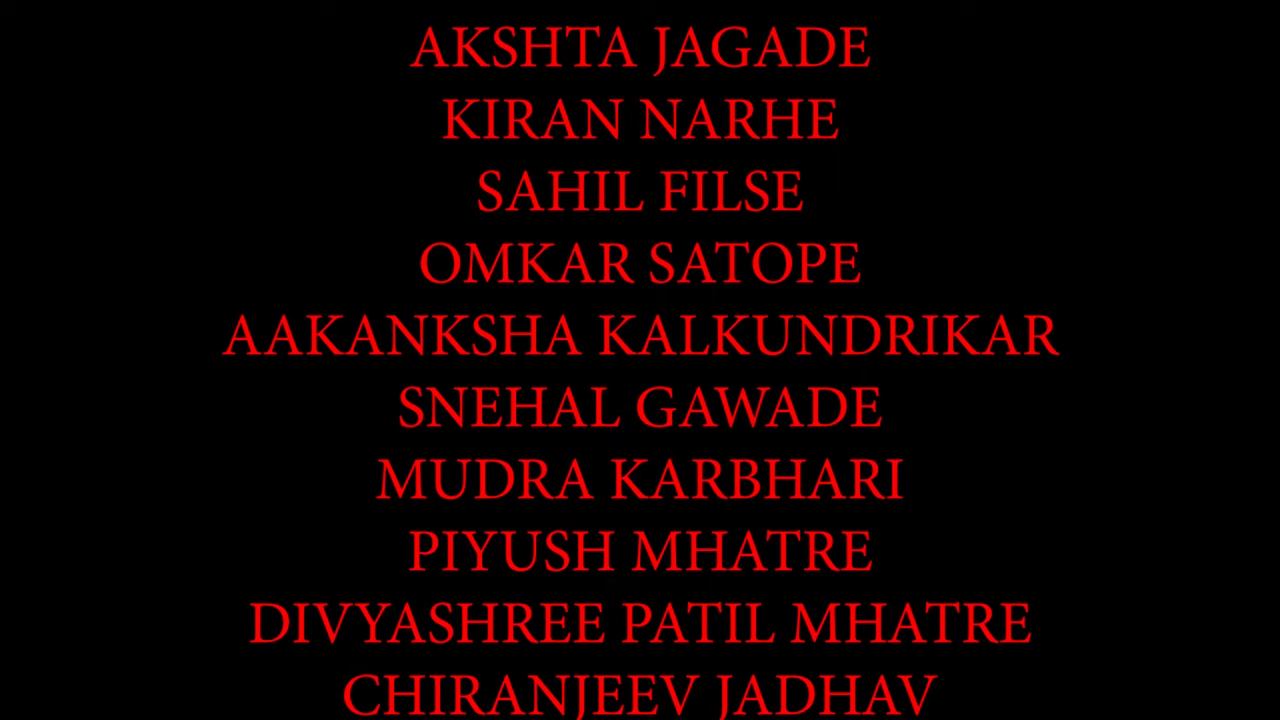 AKSHTA JAGADE
KIRAN NARHE
SAHIL FILSE
OMKAR SATOPE
AAKANKSHA KALKUNDRIKAR
SNEHAL GAWADE
MUDRA KARBHARI
PIYUSH MHATRE
DIVYASHREE PATIL MHATRE
CHIRANJEEV JADHAV